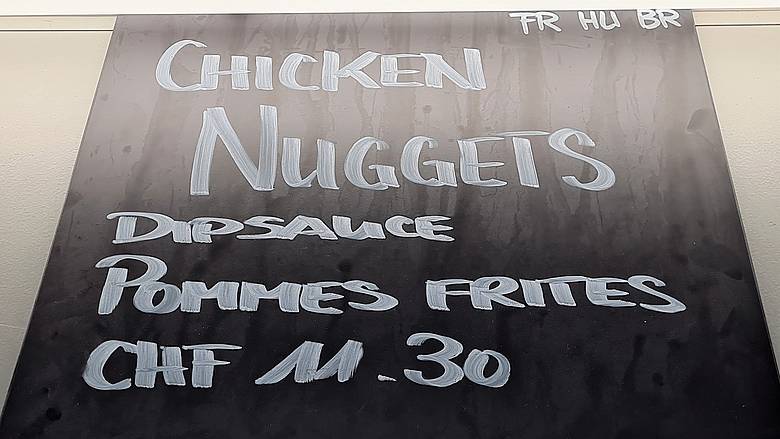 FR HU BR
CHICKEN
NUGGETS
DIPSAUCE
POMMES FRITES
CHF 11.30